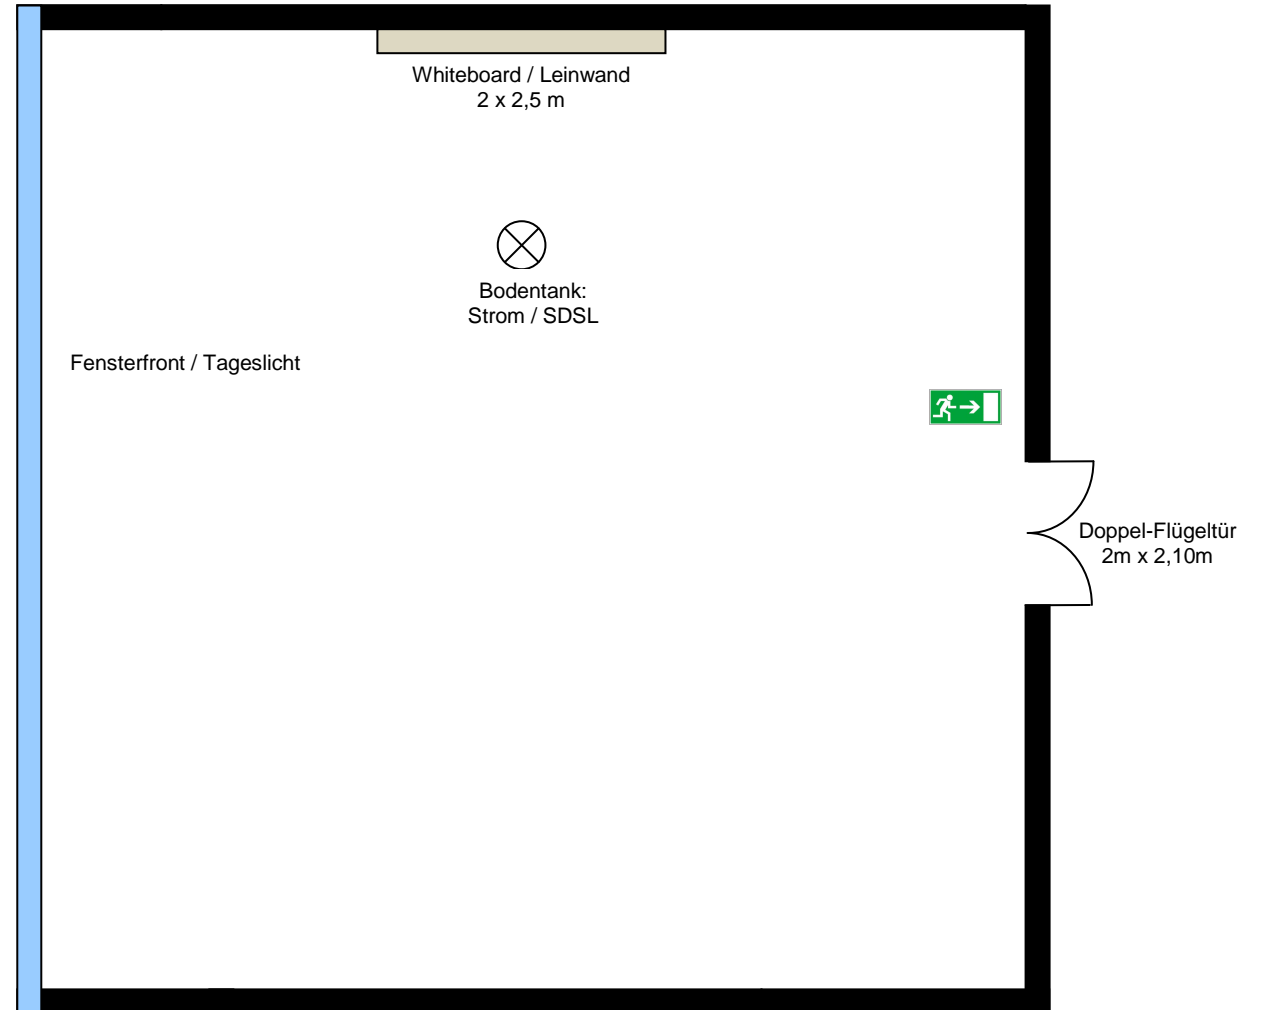 Whiteboard / Leinwand
2 x 2,5 m
Bodentank:
Strom / SDSL
Fensterfront / Tageslicht
Doppel-Flügeltür
2m x 2,10m